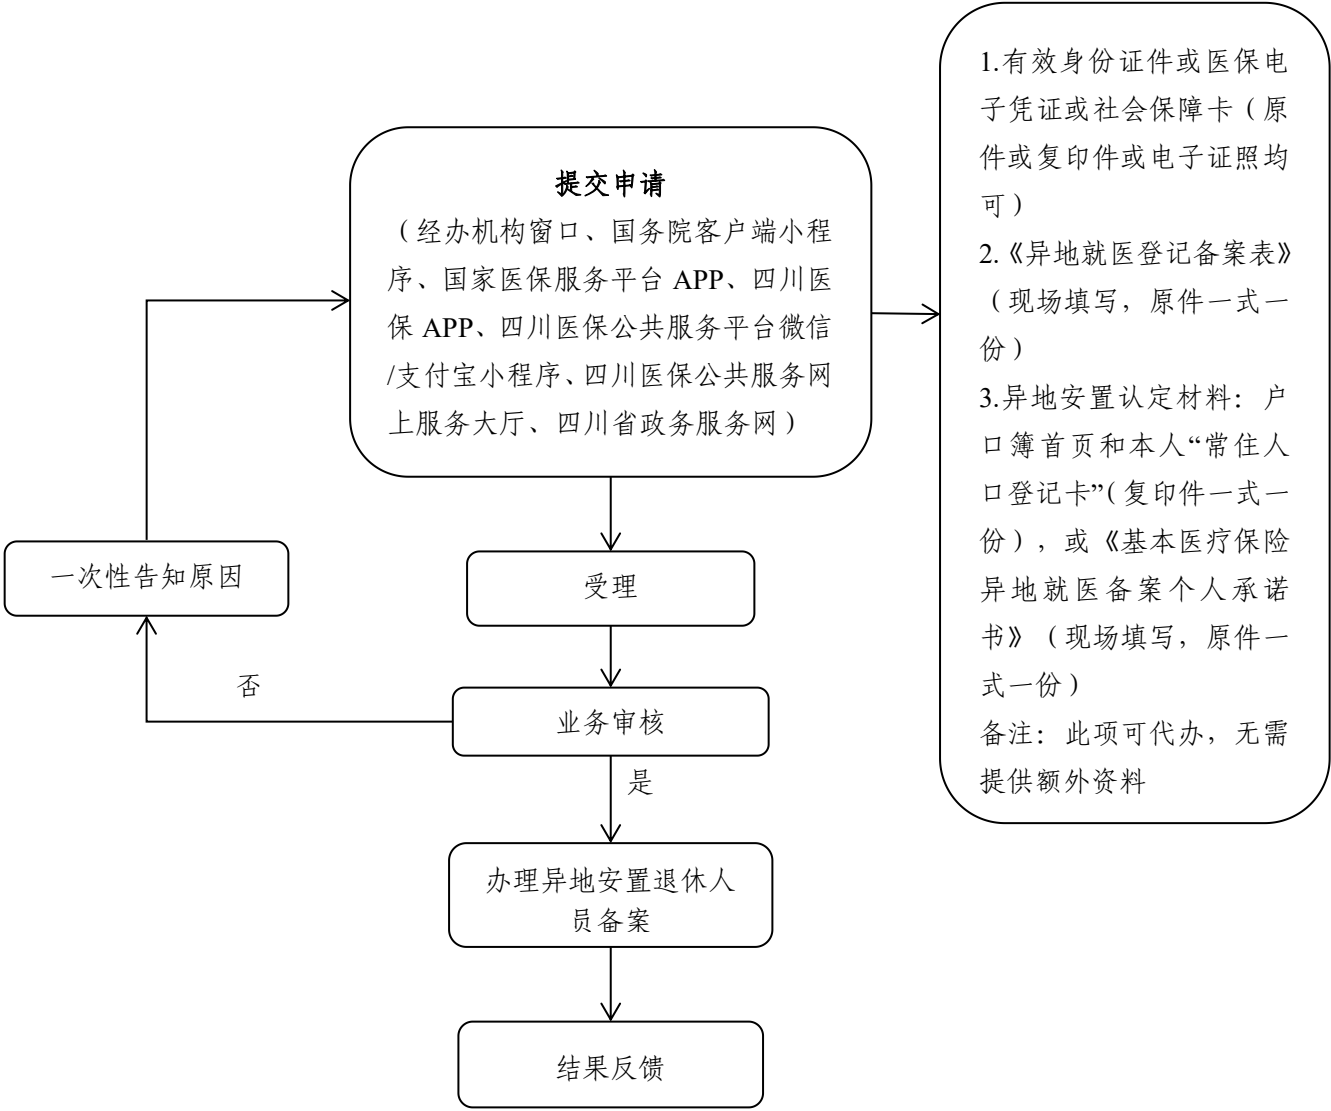 提交申请
（经办机构窗口、国务院客户端小程
序、国家医保服务平台 APP、四川医
保 APP、四川医保公共服务平台微信
/支付宝小程序、四川医保公共服务网
上服务大厅、四川省政务服务网）
1.有效身份证件或医保电
子凭证或社会保障卡（原
件或复印件或电子证照均
可）
2.《异地就医登记备案表》
（现场填写，原件一式一
份）
3.异地安置认定材料：户
口簿首页和本人“常住人
口登记卡”（复印件一式一
份），或《基本医疗保险
异地就医备案个人承诺
书》（现场填写，原件一
式一份）
备注：此项可代办，无需
提供额外资料
一次性告知原因
受理
否
业务审核
是
办理异地安置退休人
员备案
结果反馈